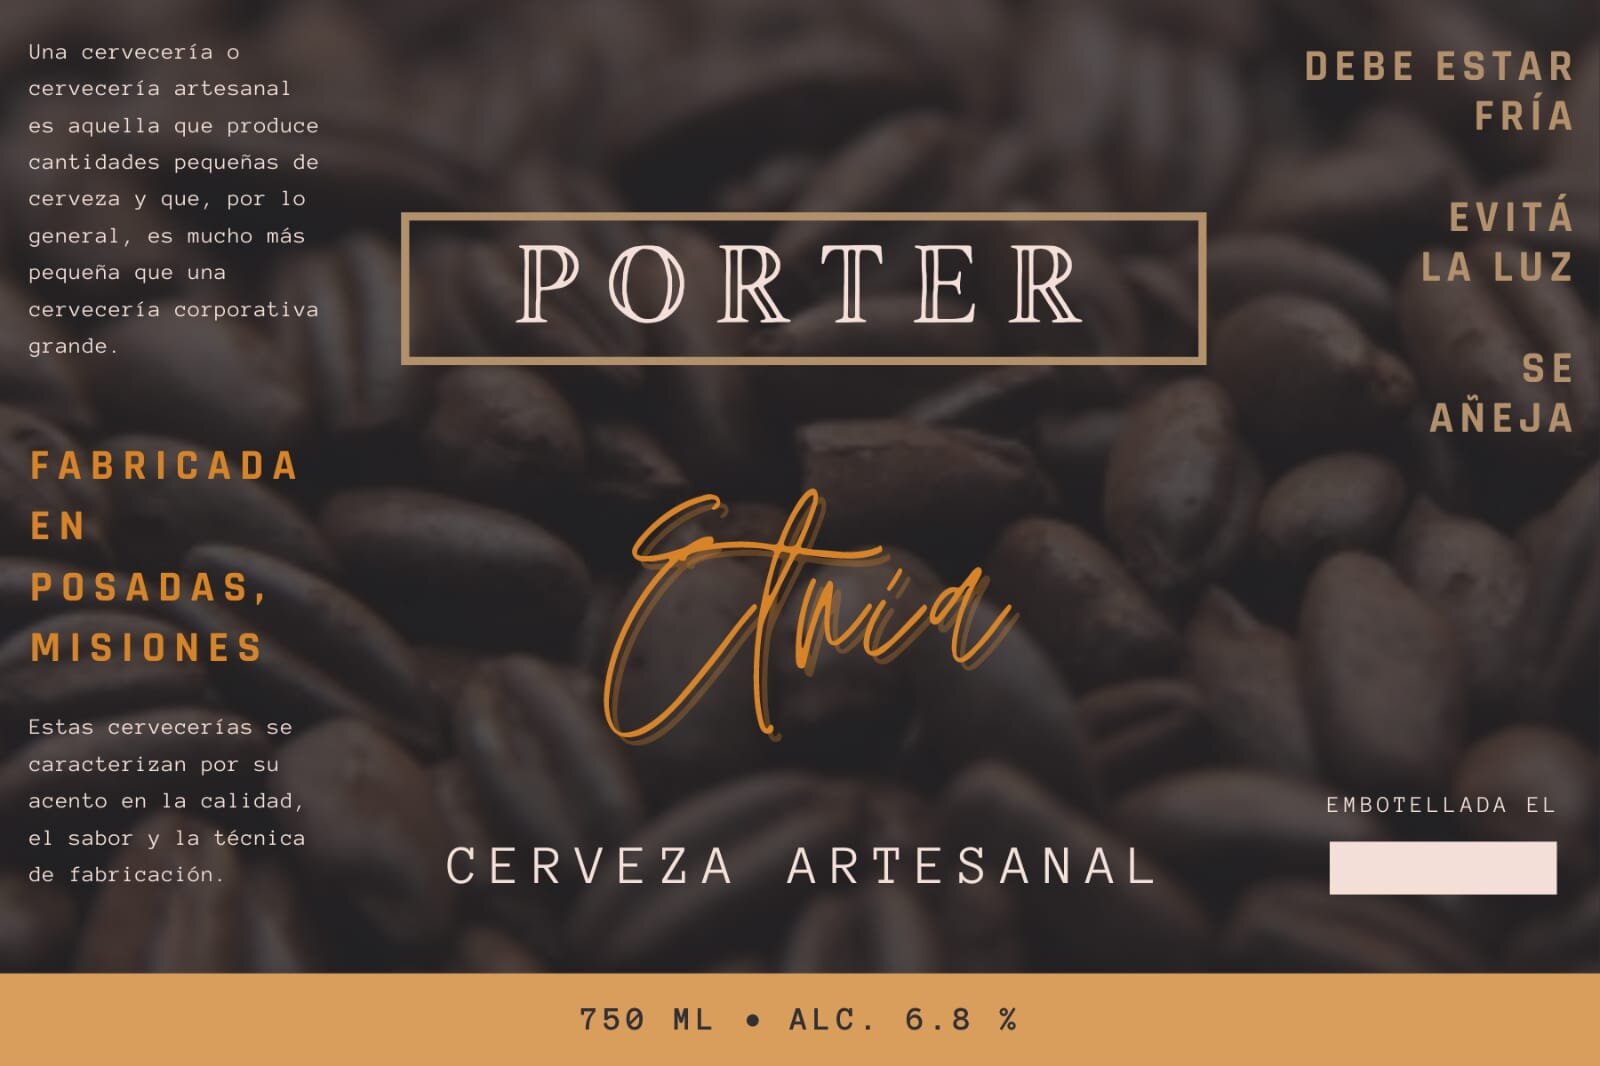 Una cervecería o
cervecería artesanal
es aquella que produce
cantidades pequeñas de
cerveza y que, por lo
general, es mucho más
pequeña que una
cervecería corporativa
grande.
FABRICADA
EN
POSADAS,
MISIONES
Estas cervecerías se
caracterizan por su
acento en la calidad,
el sabor y la técnica
de fabricación.
PORTER
Etnia
CERVEZA ARTESANAL
DEBE ESTAR
FRÍA
EVITÁ
LA LUZ
SE
AÑEJA
EMBOTELLADA EL
750 ML • ALC. 6.8 %